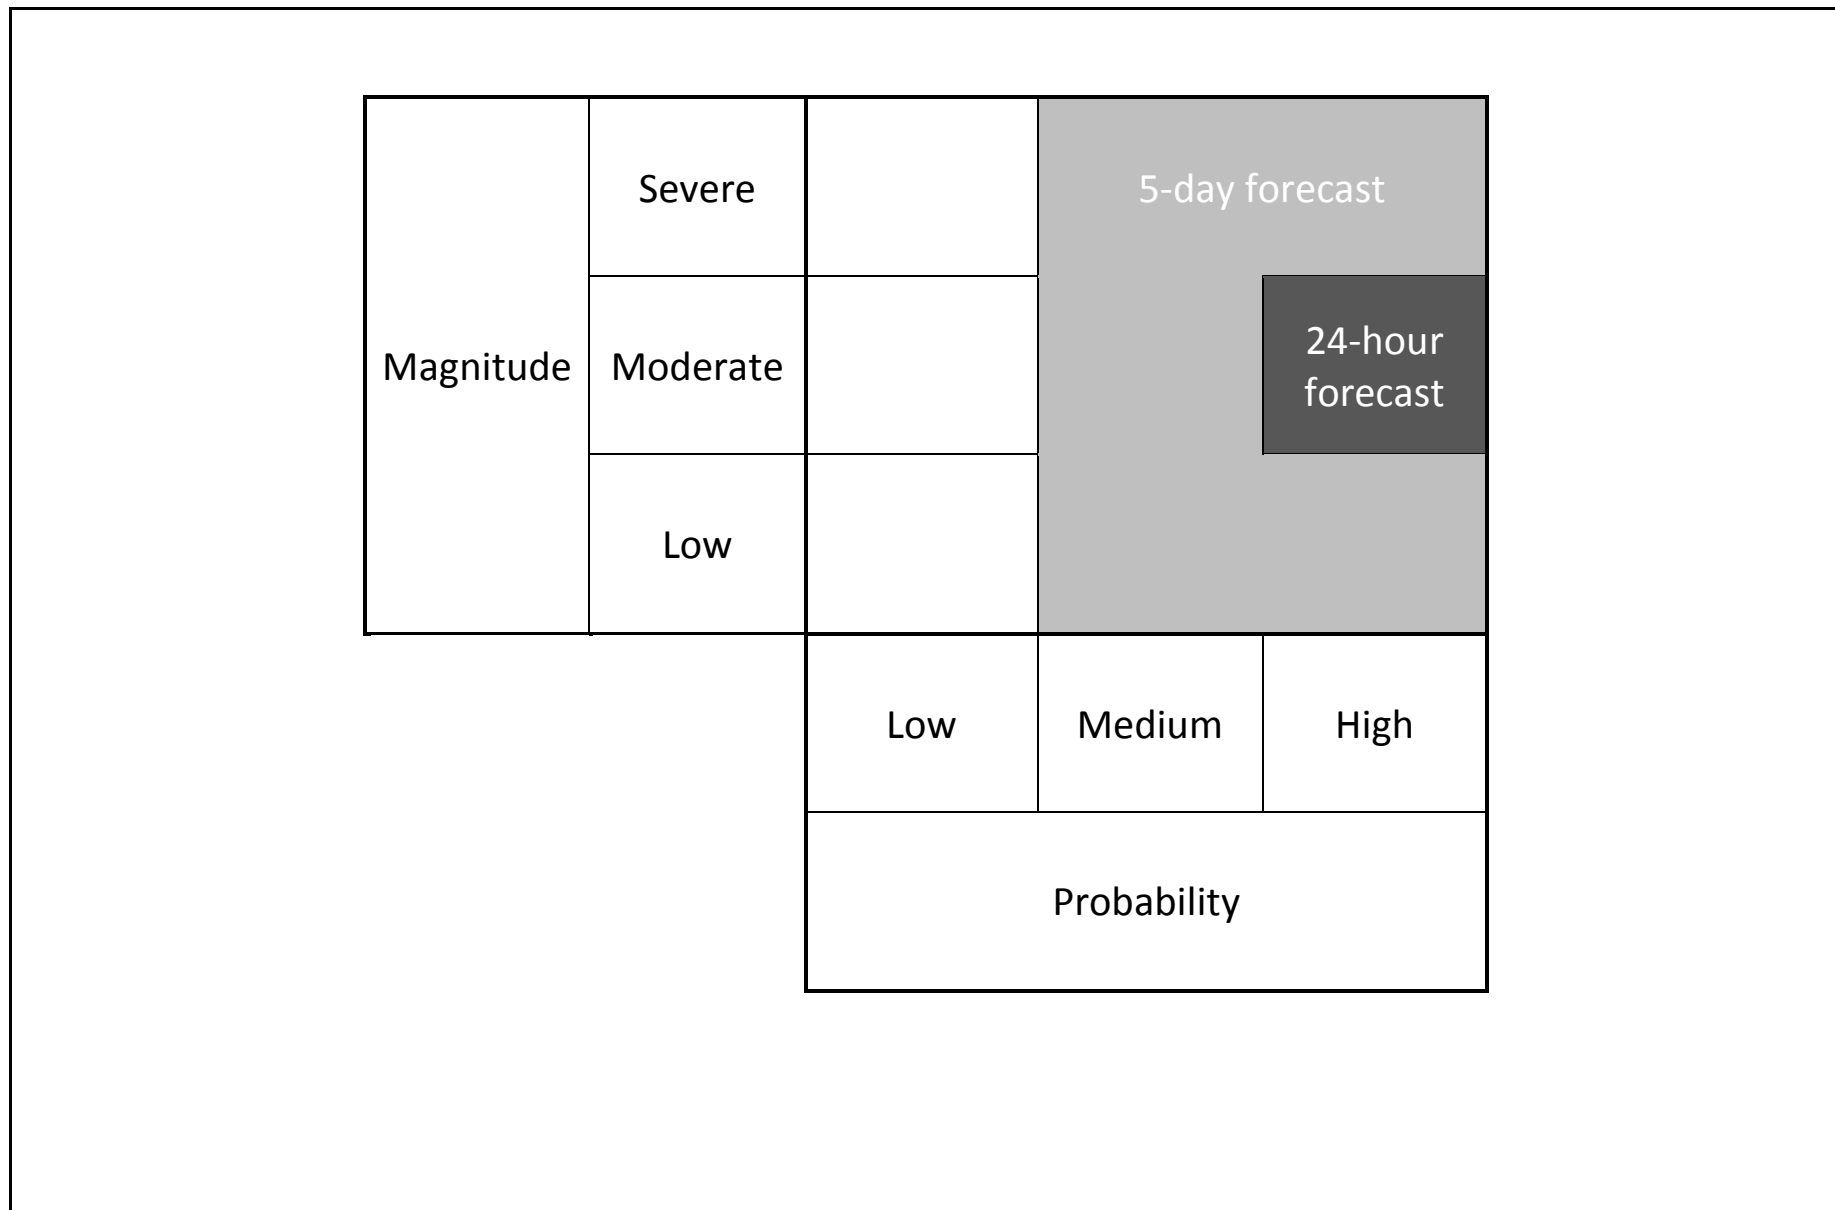 Severe
5-day forecast
Magnitude
Moderate
24-hour
forecast
Low
Low
Medium
High
Probability